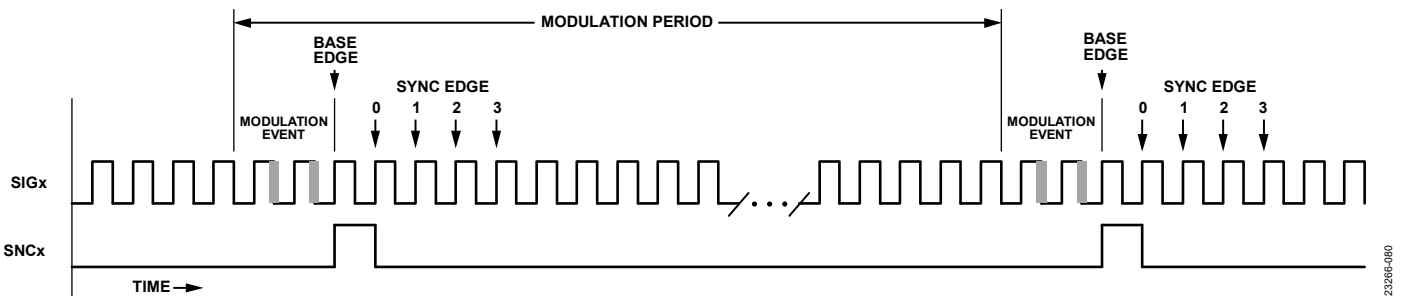 MODULATION PERIOD
BASE
EDGE
BASE
EDGE
SYNC EDGE
0 1 2 3
SYNC EDGE
0 1 2 3
MODULATION
EVENT
MODULATION
EVENT
SIGx
SNCx
TIME
23266-080